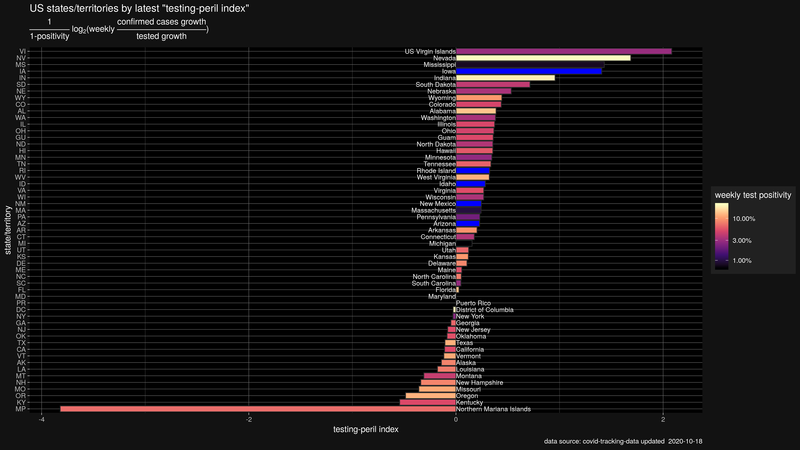 US states/territories by latest "testing-peril index"
1 confirmed cases growth
log2(weekly )
1-positivity tested growth
VI US Virgin Islands
NV Nevada
MS Mississippi
IA Iowa
IN Indiana
SD South Dakota
NE Nebraska
WY Wyoming
CO Colorado
AL Alabama
WA Washington
IL Illinois
OH Ohio
GU Guam
ND North Dakota
HI Hawaii
MN Minnesota
TN Tennessee
RI Rhode Island
WV West Virginia
ID Idaho
VA Virginia
WI Wisconsin
NM New Mexico
MA Massachusetts
PA Pennsylvania
AZ Arizona
AR Arkansas
CT Connecticut
MI Michigan
UT Utah
KS Kansas
DE Delaware
ME Maine
NC North Carolina
SC South Carolina
FL Florida
MD Maryland
PR Puerto Rico
DC District of Columbia
NY New York
GA Georgia
NJ New Jersey
OK Oklahoma
TX Texas
CA California
VT Vermont
AK Alaska
LA Louisiana
MT Montana
NH New Hampshire
MO Missouri
OR Oregon
KY Kentucky
MP Northern Mariana Islands
state/territory
-4 -2 0 2
testing-peril index
weekly test positivity
10.00%
3.00%
1.00%
data source: covid-tracking-data updated 2020-10-18